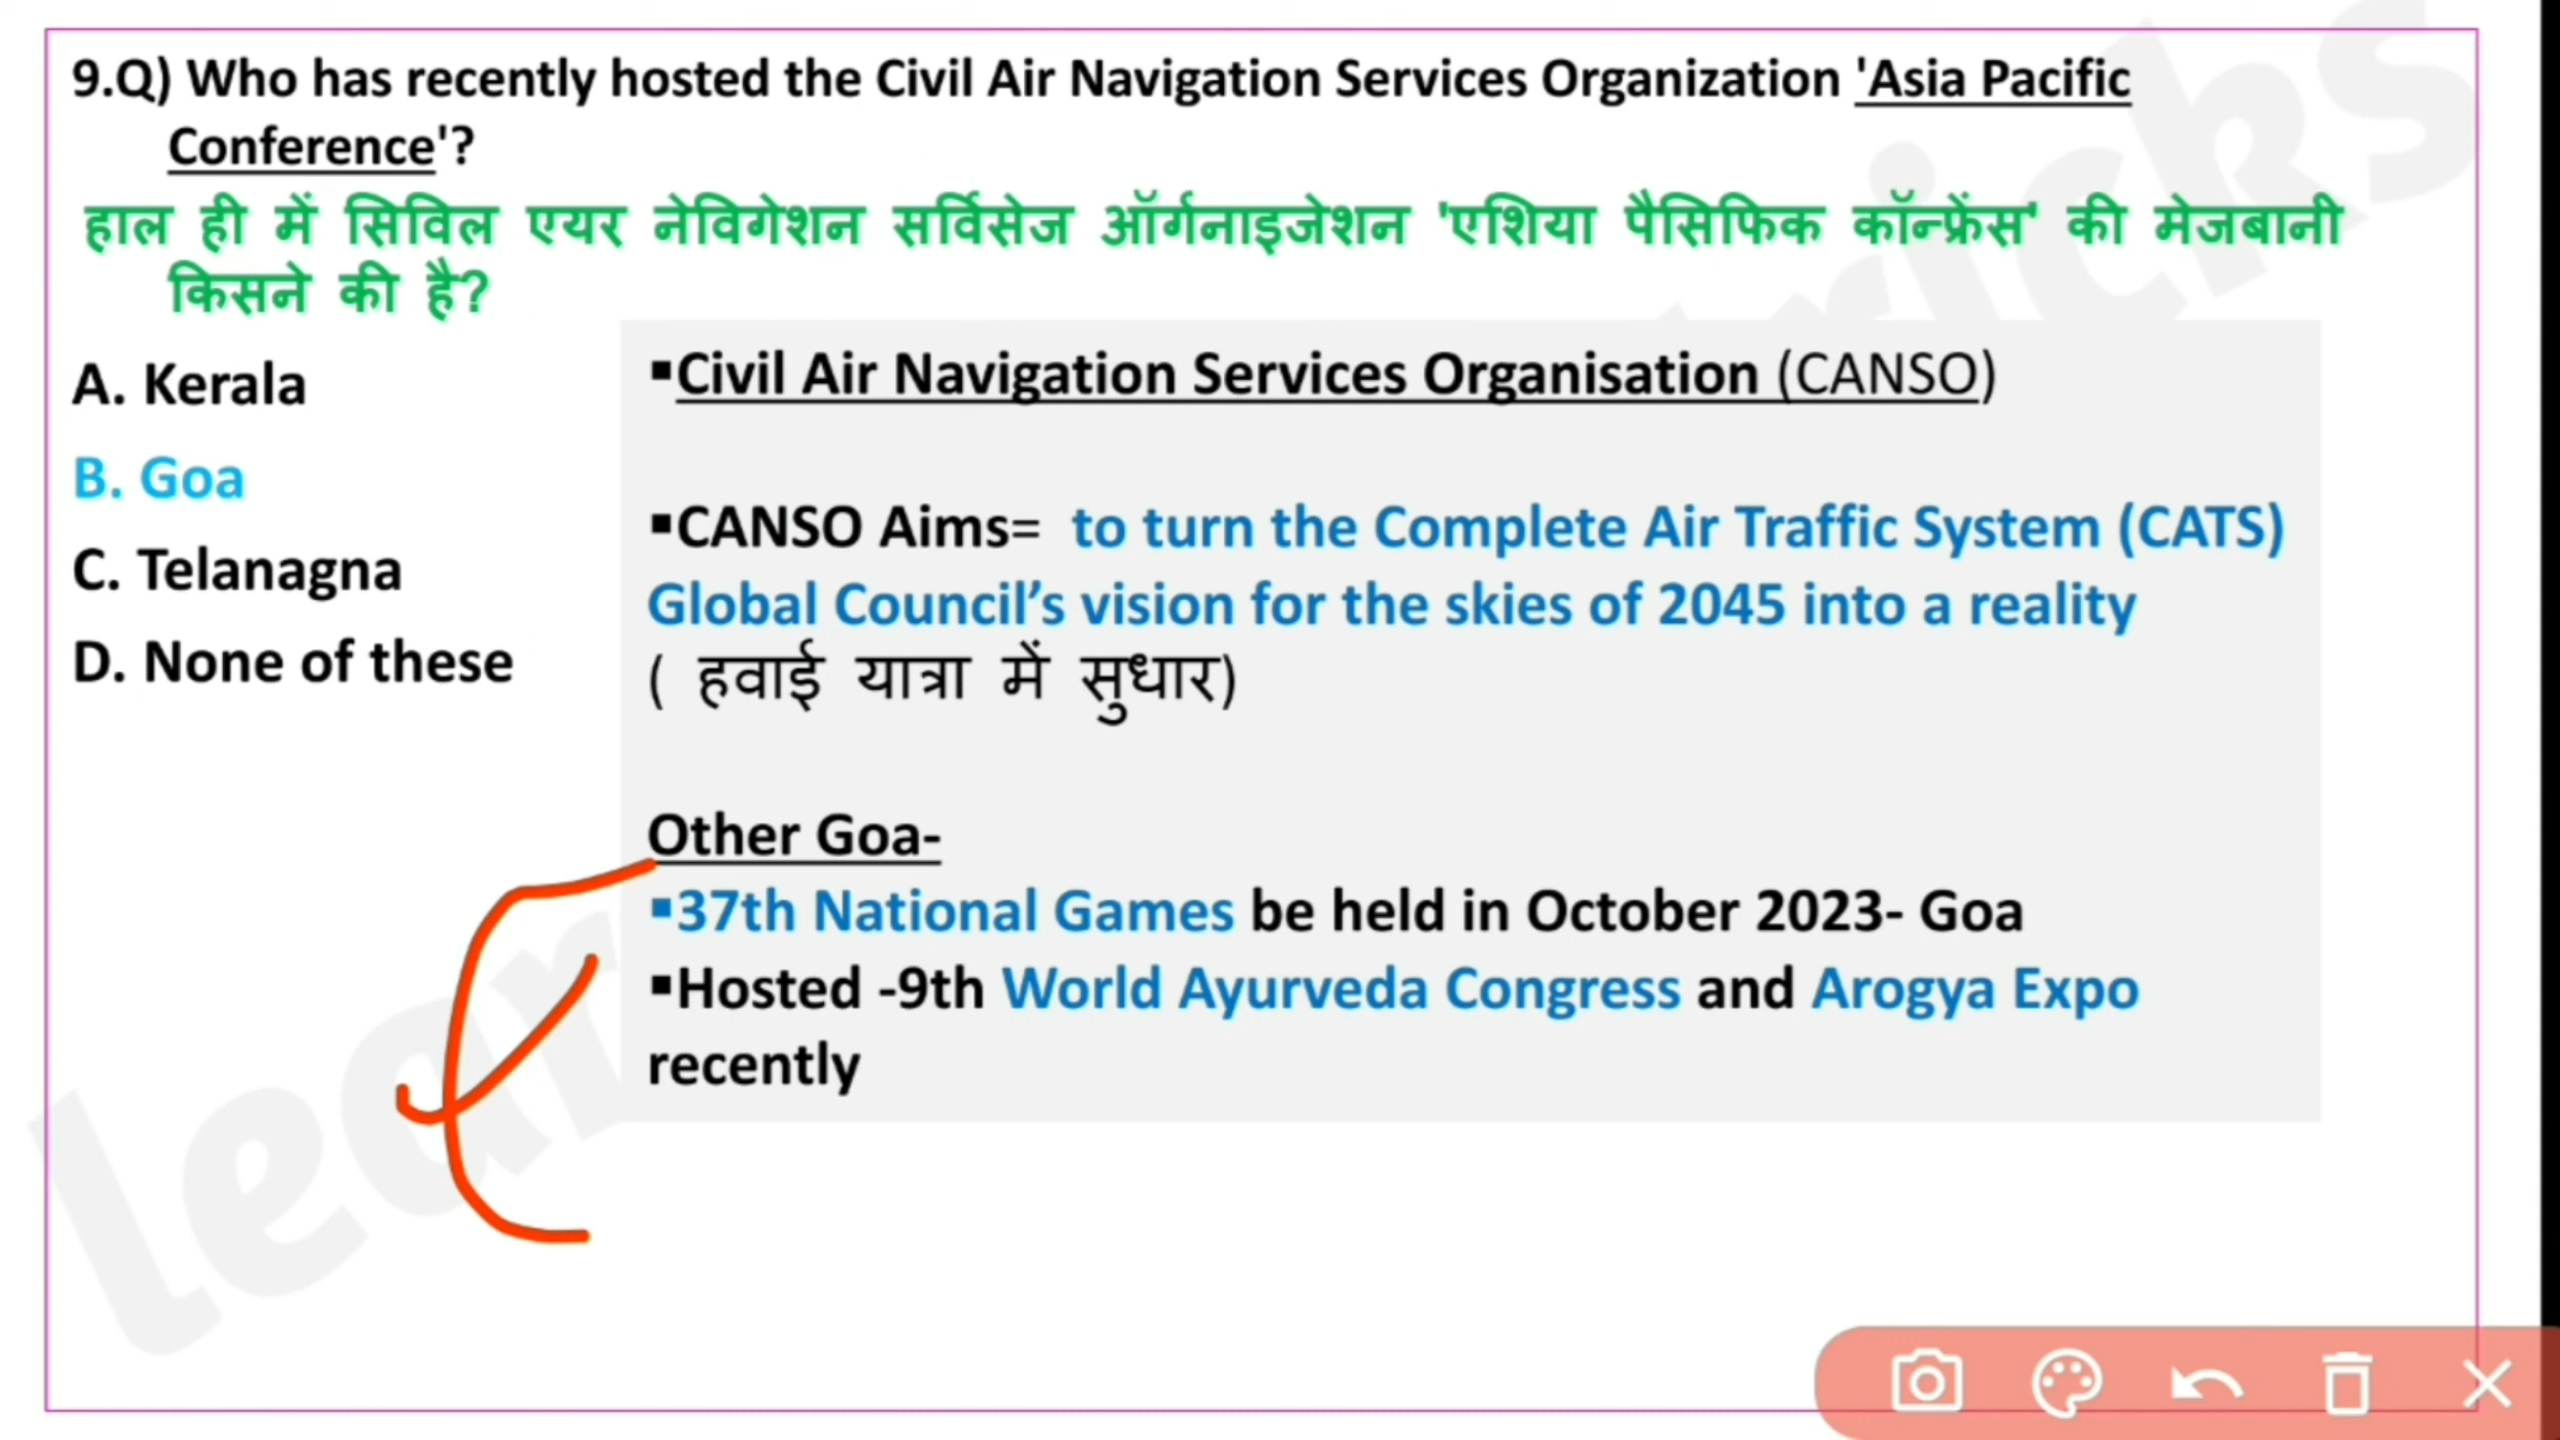 9.Q) Who has recently hosted the Civil Air Navigation Services Organization 'Asia Pacific
Conference'?
हाल ही में सिविल एयर नेविगेशन सर्विसेज ऑर्गनाइजेशन 'एशिया पैसिफिक कॉन्फ्रेंस' की मेजबानी
किसने की है?
A. Kerala
B. Goa
C. Telanagna
D. None of these
▪Civil Air Navigation Services Organisation (CANSO)
▪CANSO Aims= to turn the Complete Air Traffic System (CATS)
Global Council’s vision for the skies of 2045 into a reality
( हवाई यात्रा में सुधार)
Other Goa-
▪37th National Games be held in October 2023- Goa
▪Hosted -9th World Ayurveda Congress and Arogya Expo
recently